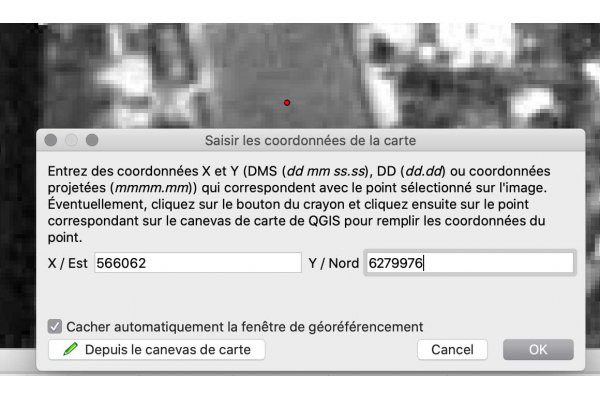 Saisir les coordonnées de la carte
Entrez des coordonnées X et Y (DMS (dd mm ss.ss), DD (dd.dd) ou coordonnées
projetées (mmmm.mm)) qui correspondent avec le point sélectionné sur l'image.
Éventuellement, cliquez sur le bouton du crayon et cliquez ensuite sur le point
correspondant sur le canevas de carte de QGIS pour remplir les coordonnées du
point.
X / Est 566062 Y / Nord 6279976
Cacher automatiquement la fenêtre de géoréférencement
Depuis le canevas de carte Cancel OK